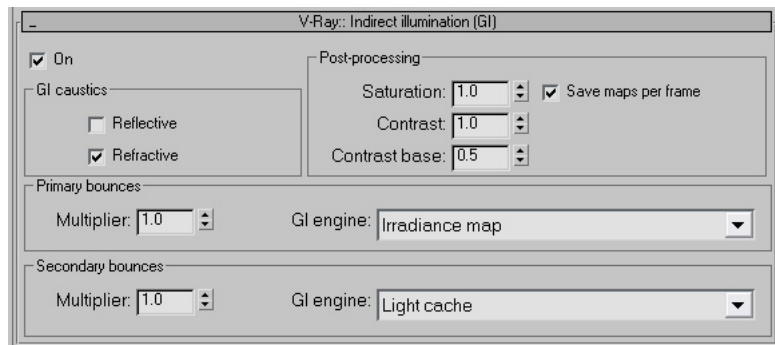 V-Ray:: Indirect illumination (GI)
On
GI caustics
Reflective
Refractive
Post-processing
Saturation: 1.0 Save maps per frame
Contrast: 1.0
Contrast base: 0.5
Primary bounces
Multiplier: 1.0 GI engine: Irradiance map
Secondary bounces
Multiplier: 1.0 GI engine: Light cache